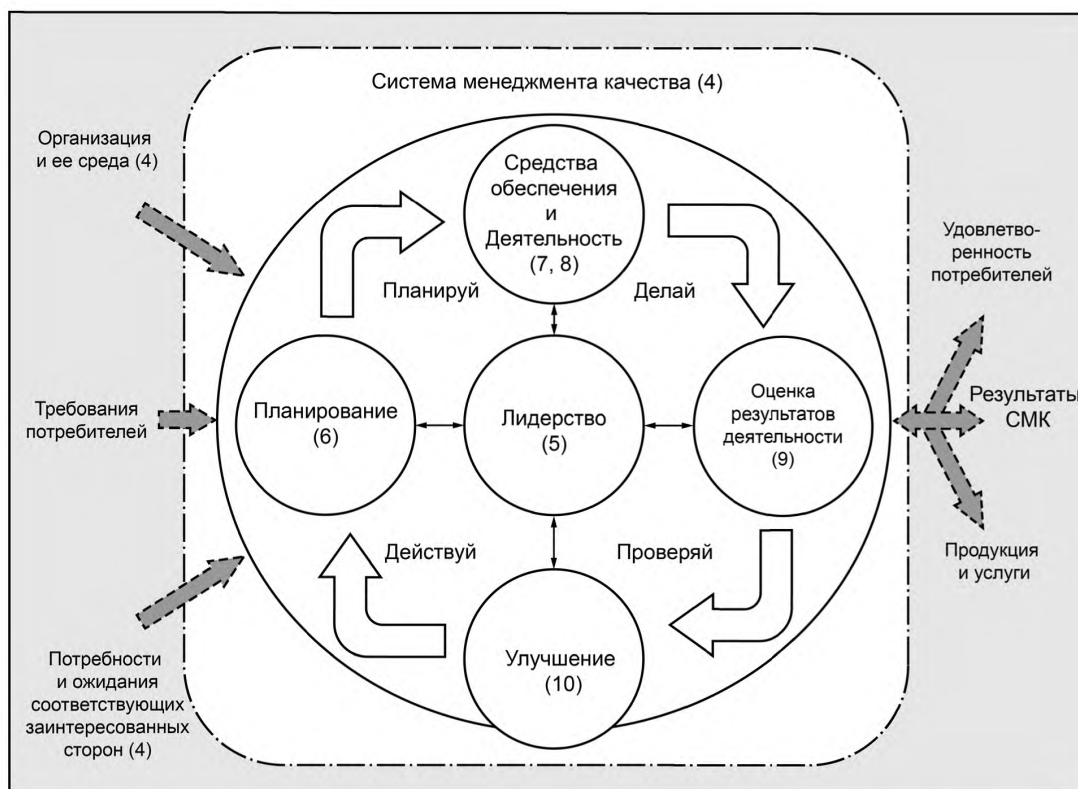 Система менеджмента качества (4)
Организация
и ее среда (4)
Требования
потребителей
Потребности
и ожидания
соответствующих
заинтересованных
сторон (4)
Средства
обеспечения
и
Деятельность
(7, 8)
Планируй
Делай
Планирование
(6)
Лидерство
(5)
Оценка
результатов
деятельности
(9)
Действуй
Проверяй
Улучшение
(10)
Удовлетво-
ренность
потребителей
Результаты
СМК
Продукция
и услуги